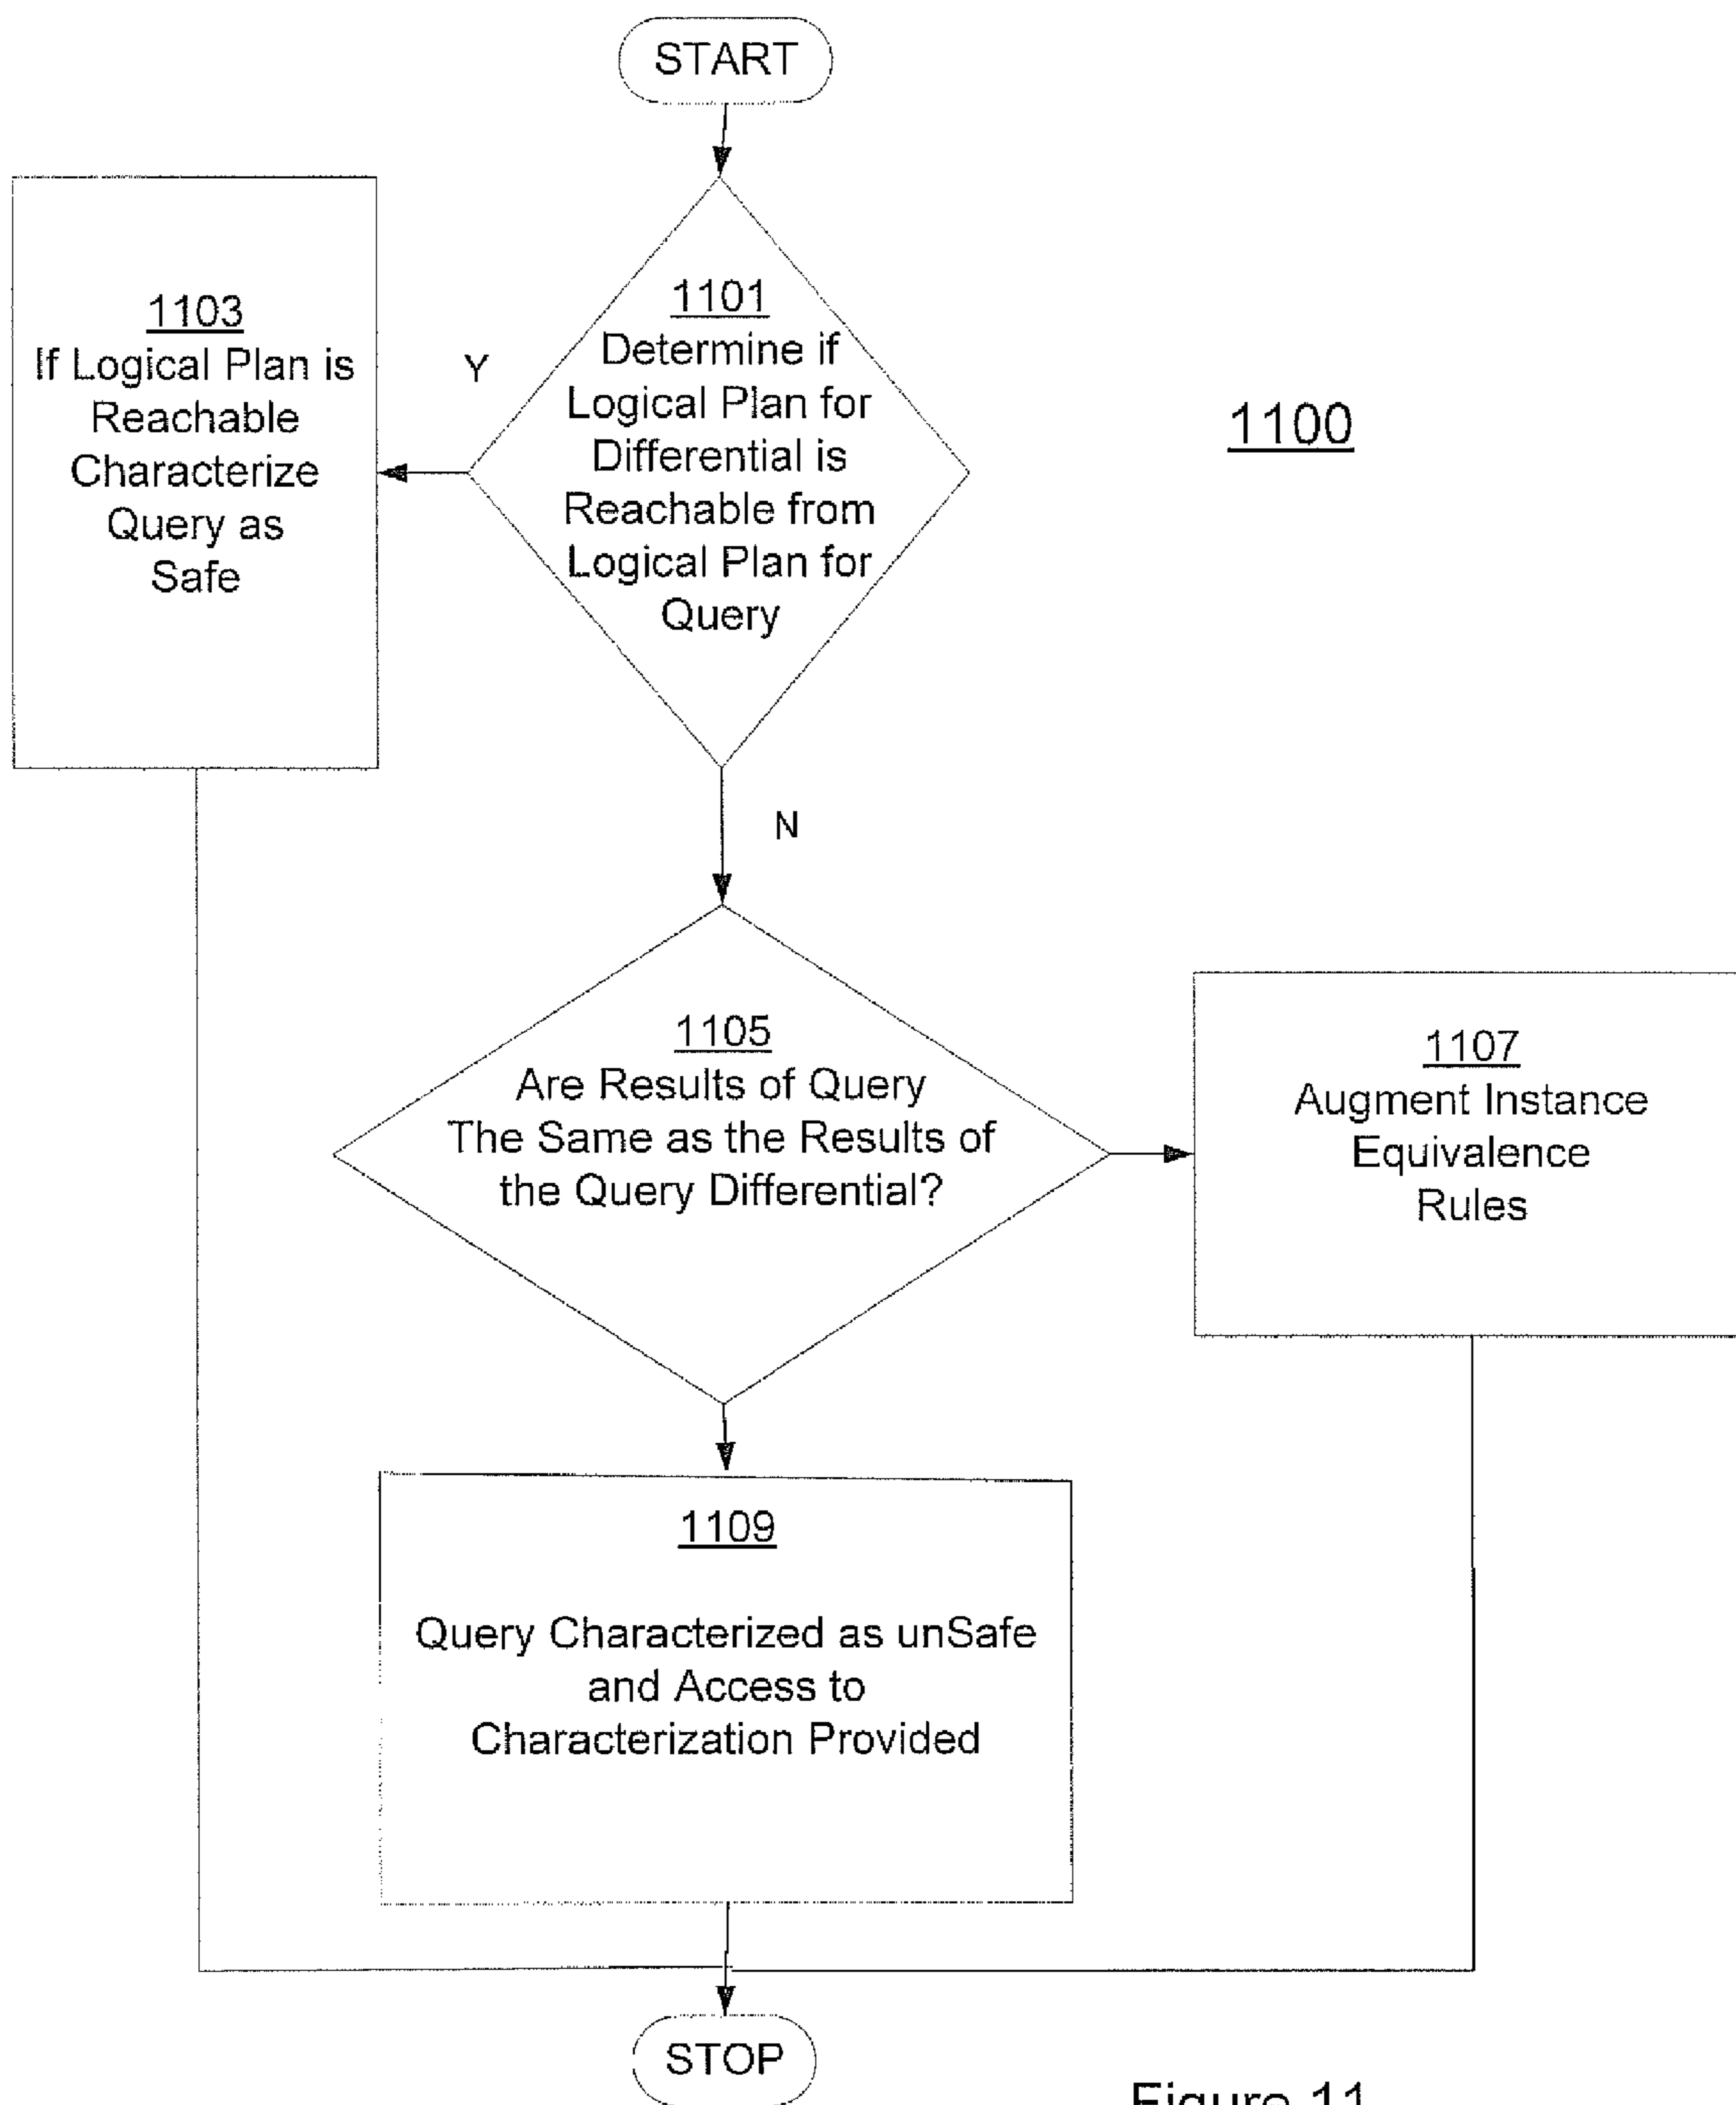 START
1103
If Logical Plan is
Reachable
Characterize
Query as
Safe
Y
1101
Determine if
Logical Plan for
Differential is
Reachable from
Logical Plan for
Query
1100
N
1105
Are Results of Query
The Same as the Results of
the Query Differential?
1107
Augment Instance
Equivalence
Rules
1109
Query Characterized as unSafe
and Access to
Characterization Provided
STOP
Figure 11